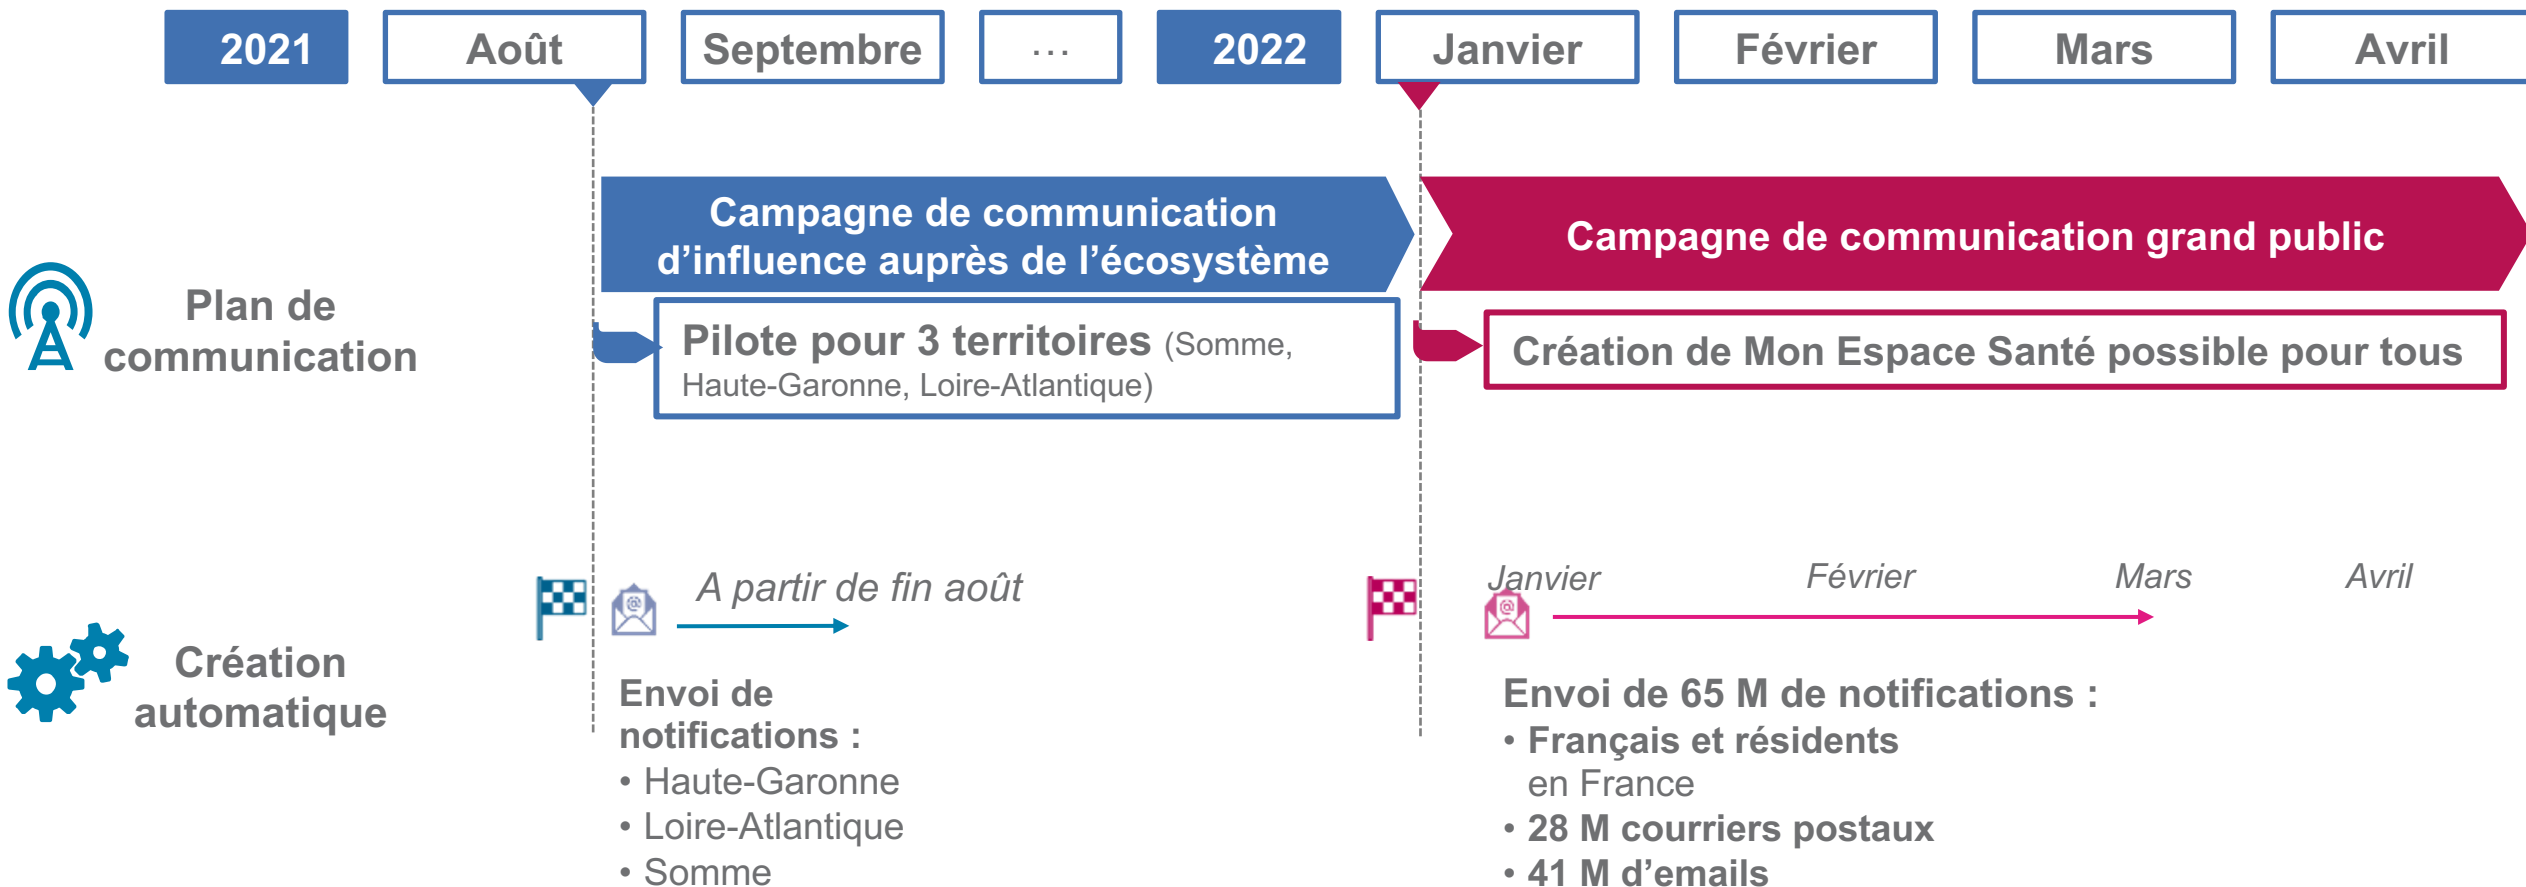 2021
Août
Septembre
...
2022
Janvier
Février
Mars
Avril
Campagne de communication
d’influence auprès de l’écosystème
Campagne de communication grand public
Plan de
communication
Pilote pour 3 territoires (Somme,
Haute-Garonne, Loire-Atlantique)
Création de Mon Espace Santé possible pour tous
A partir de fin août
Janvier
Février
Mars
Avril
Création
automatique
Envoi de
notifications :
• Haute-Garonne
• Loire-Atlantique
• Somme
Envoi de 65 M de notifications :
• Français et résidents
en France
• 28 M courriers postaux
• 41 M d’emails